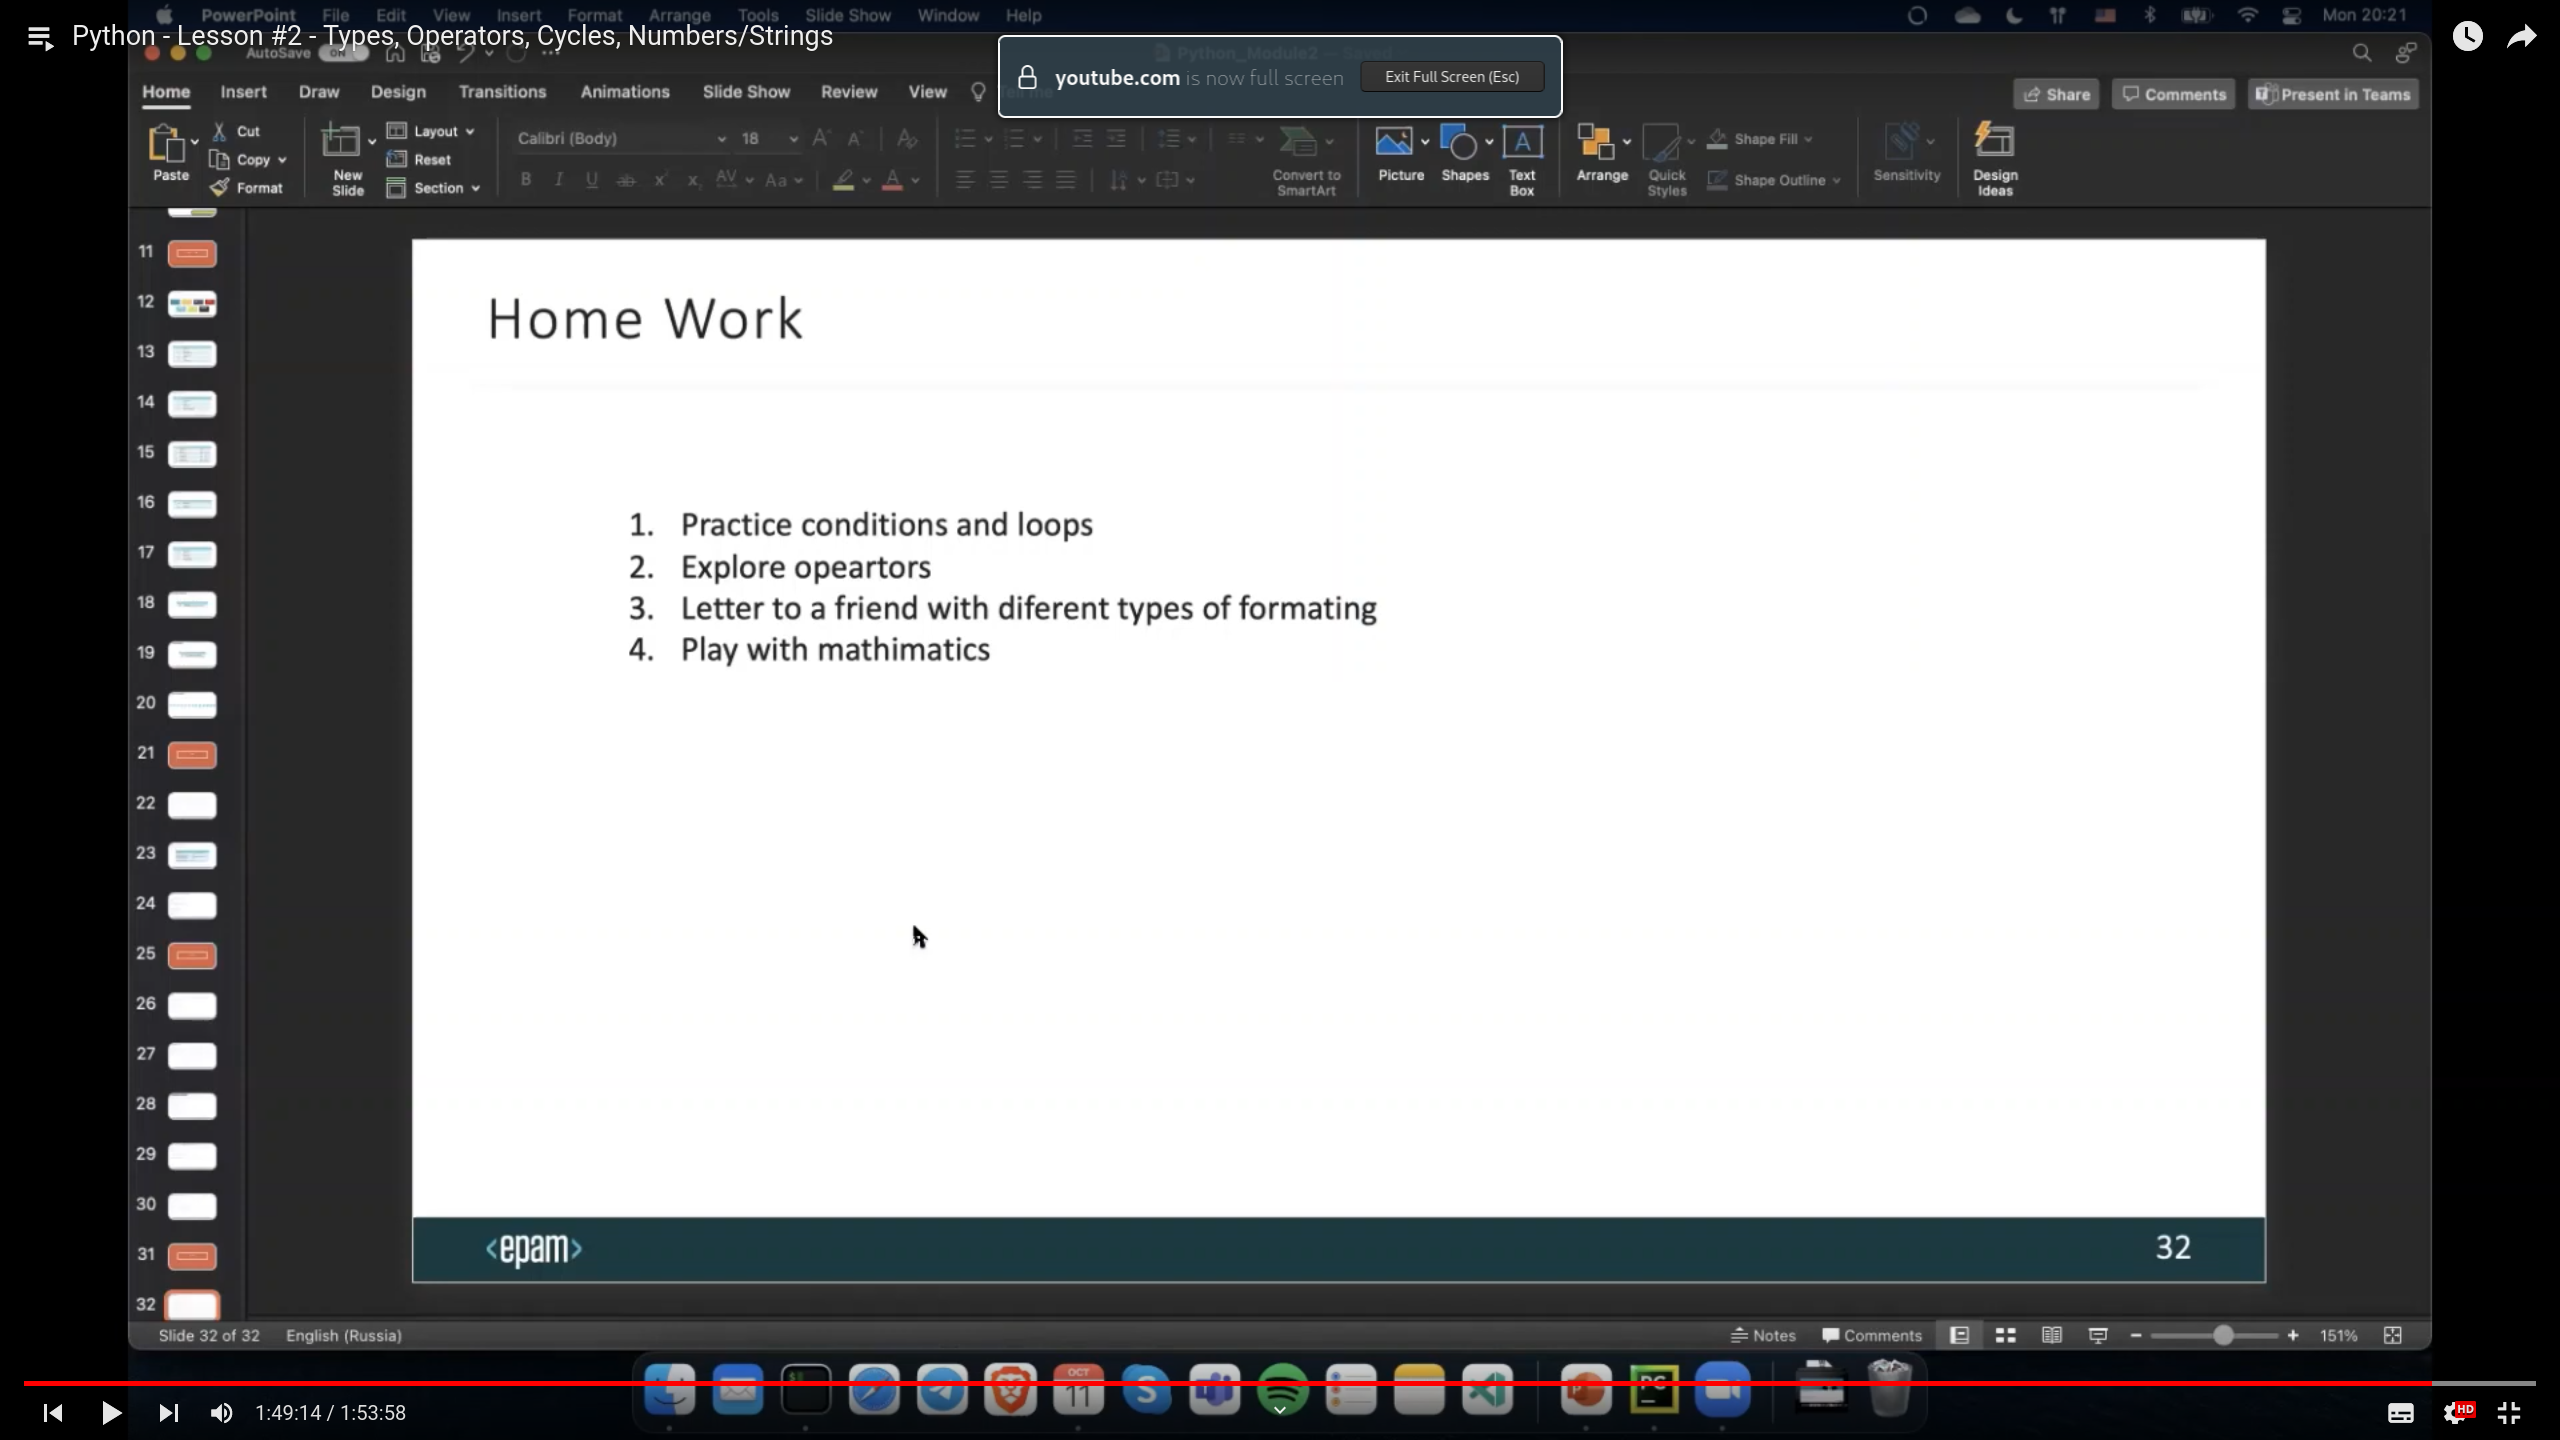 PowerPoint File Edit View Insert Format Arrange Tools Slide Show Window Help Mon 20:21
Python - Lesson #2 - Types, Operators, Cycles, Numbers/Strings
AutoSave ON Python_Module2 — Saved
youtube.com is now full screen Exit Full Screen (Esc)
Home Insert Draw Design Transitions Animations Slide Show Review View Share Comments Present in Teams
Paste Cut Copy Format
New Slide Layout Reset Section
Calibri (Body) 18
Convert to SmartArt
Picture Shapes Text Box
Arrange Quick Styles Shape Fill Shape Outline
Sensitivity Design Ideas
11
12
13
14
15
16
17
18
19
20
21
22
23
24
25
26
27
28
29
30
31
32
Home Work
1. Practice conditions and loops
2. Explore opeartors
3. Letter to a friend with diferent types of formating
4. Play with mathimatics
<epam> 32
Slide 32 of 32 English (Russia) Notes Comments 151%
OCT
11
PC
1:49:14 / 1:53:58 HD